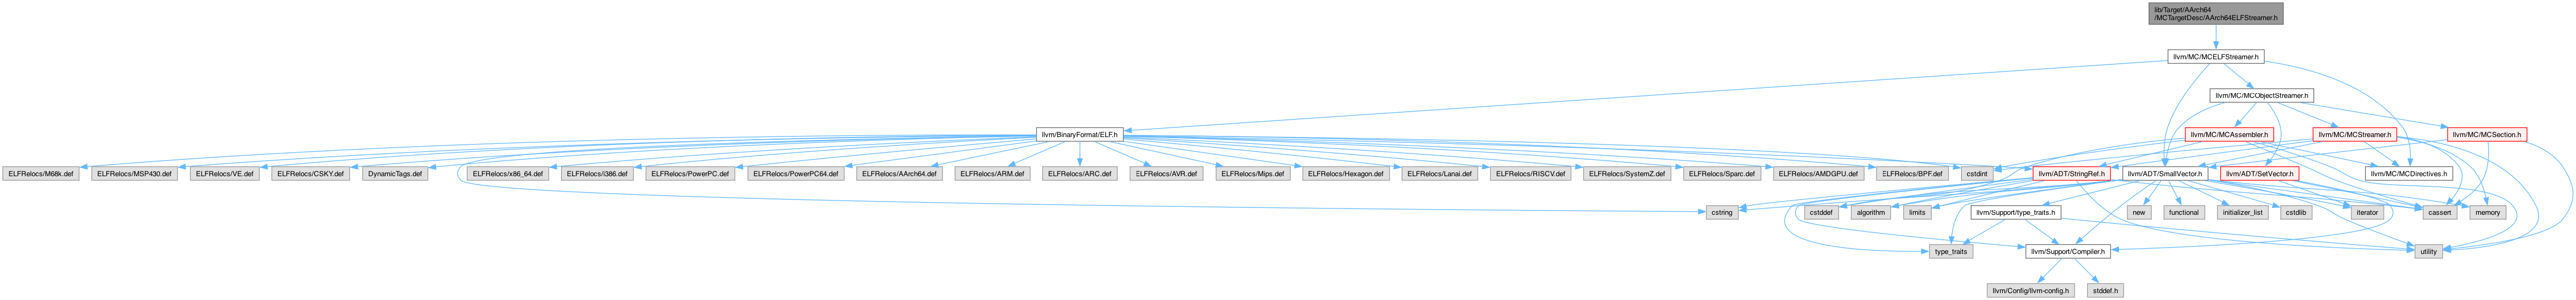 lib/Target/AArch64
/MCTargetDesc/AArch64ELFStreamer.h
llvm/MC/MCELFStreamer.h
llvm/MC/MCObjectStreamer.h
llvm/BinaryFormat/ELF.h
llvm/MC/MCAssembler.h
llvm/MC/MCStreamer.h
llvm/MC/MCSection.h
ELFRelocs/M68k.def
ELFRelocs/MSP430.def
ELFRelocs/VE.def
ELFRelocs/CSKY.def
DynamicTags.def
ELFRelocs/x86_64.def
ELFRelocs/i386.def
ELFRelocs/PowerPC.def
ELFRelocs/PowerPC64.def
ELFRelocs/AArch64.def
ELFRelocs/ARM.def
ELFRelocs/ARC.def
ELFRelocs/AVR.def
ELFRelocs/Mips.def
ELFRelocs/Hexagon.def
ELFRelocs/Lanai.def
ELFRelocs/RISCV.def
ELFRelocs/SystemZ.def
ELFRelocs/Sparc.def
ELFRelocs/AMDGPU.def
ELFRelocs/BPF.def
cstdint
llvm/ADT/StringRef.h
llvm/ADT/SmallVector.h
llvm/ADT/SetVector.h
llvm/MC/MCDirectives.h
cstring
cstddef
algorithm
limits
llvm/Support/type_traits.h
new
functional
initializer_list
cstdlib
iterator
cassert
memory
type_traits
llvm/Support/Compiler.h
utility
llvm/Config/llvm-config.h
stddef.h